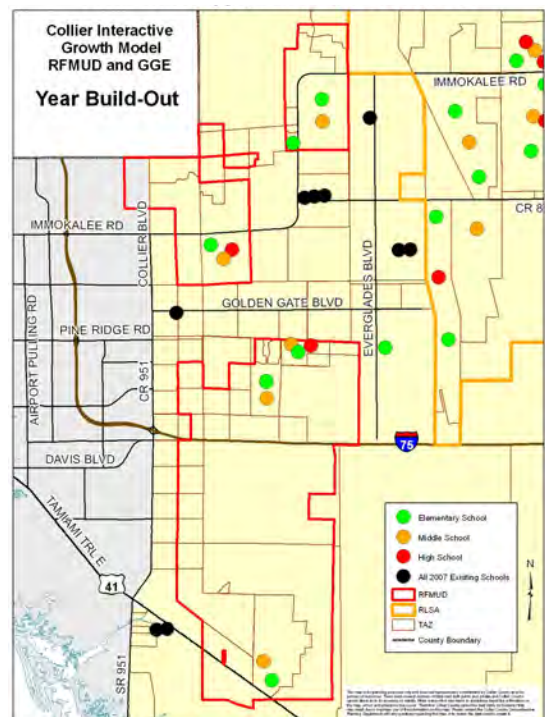 Collier Interactive
Growth Model
RFMUD and GGE
Year Build-Out
IMMOKALEE RD
CR 8
IMMOKALEE RD
COLLIER BLVD
EVERGLADES BLVD
GOLDEN GATE BLVD
PINE RIDGE RD
AIRPORT PULLING RD
CR 951
75
DAVIS BLVD
TAMIAMI TRL E
41
SR 951
Elementary School
Middle School
High School
All 2007 Existing Schools
RFMUD
RLSA
TAZ
County Boundary
N